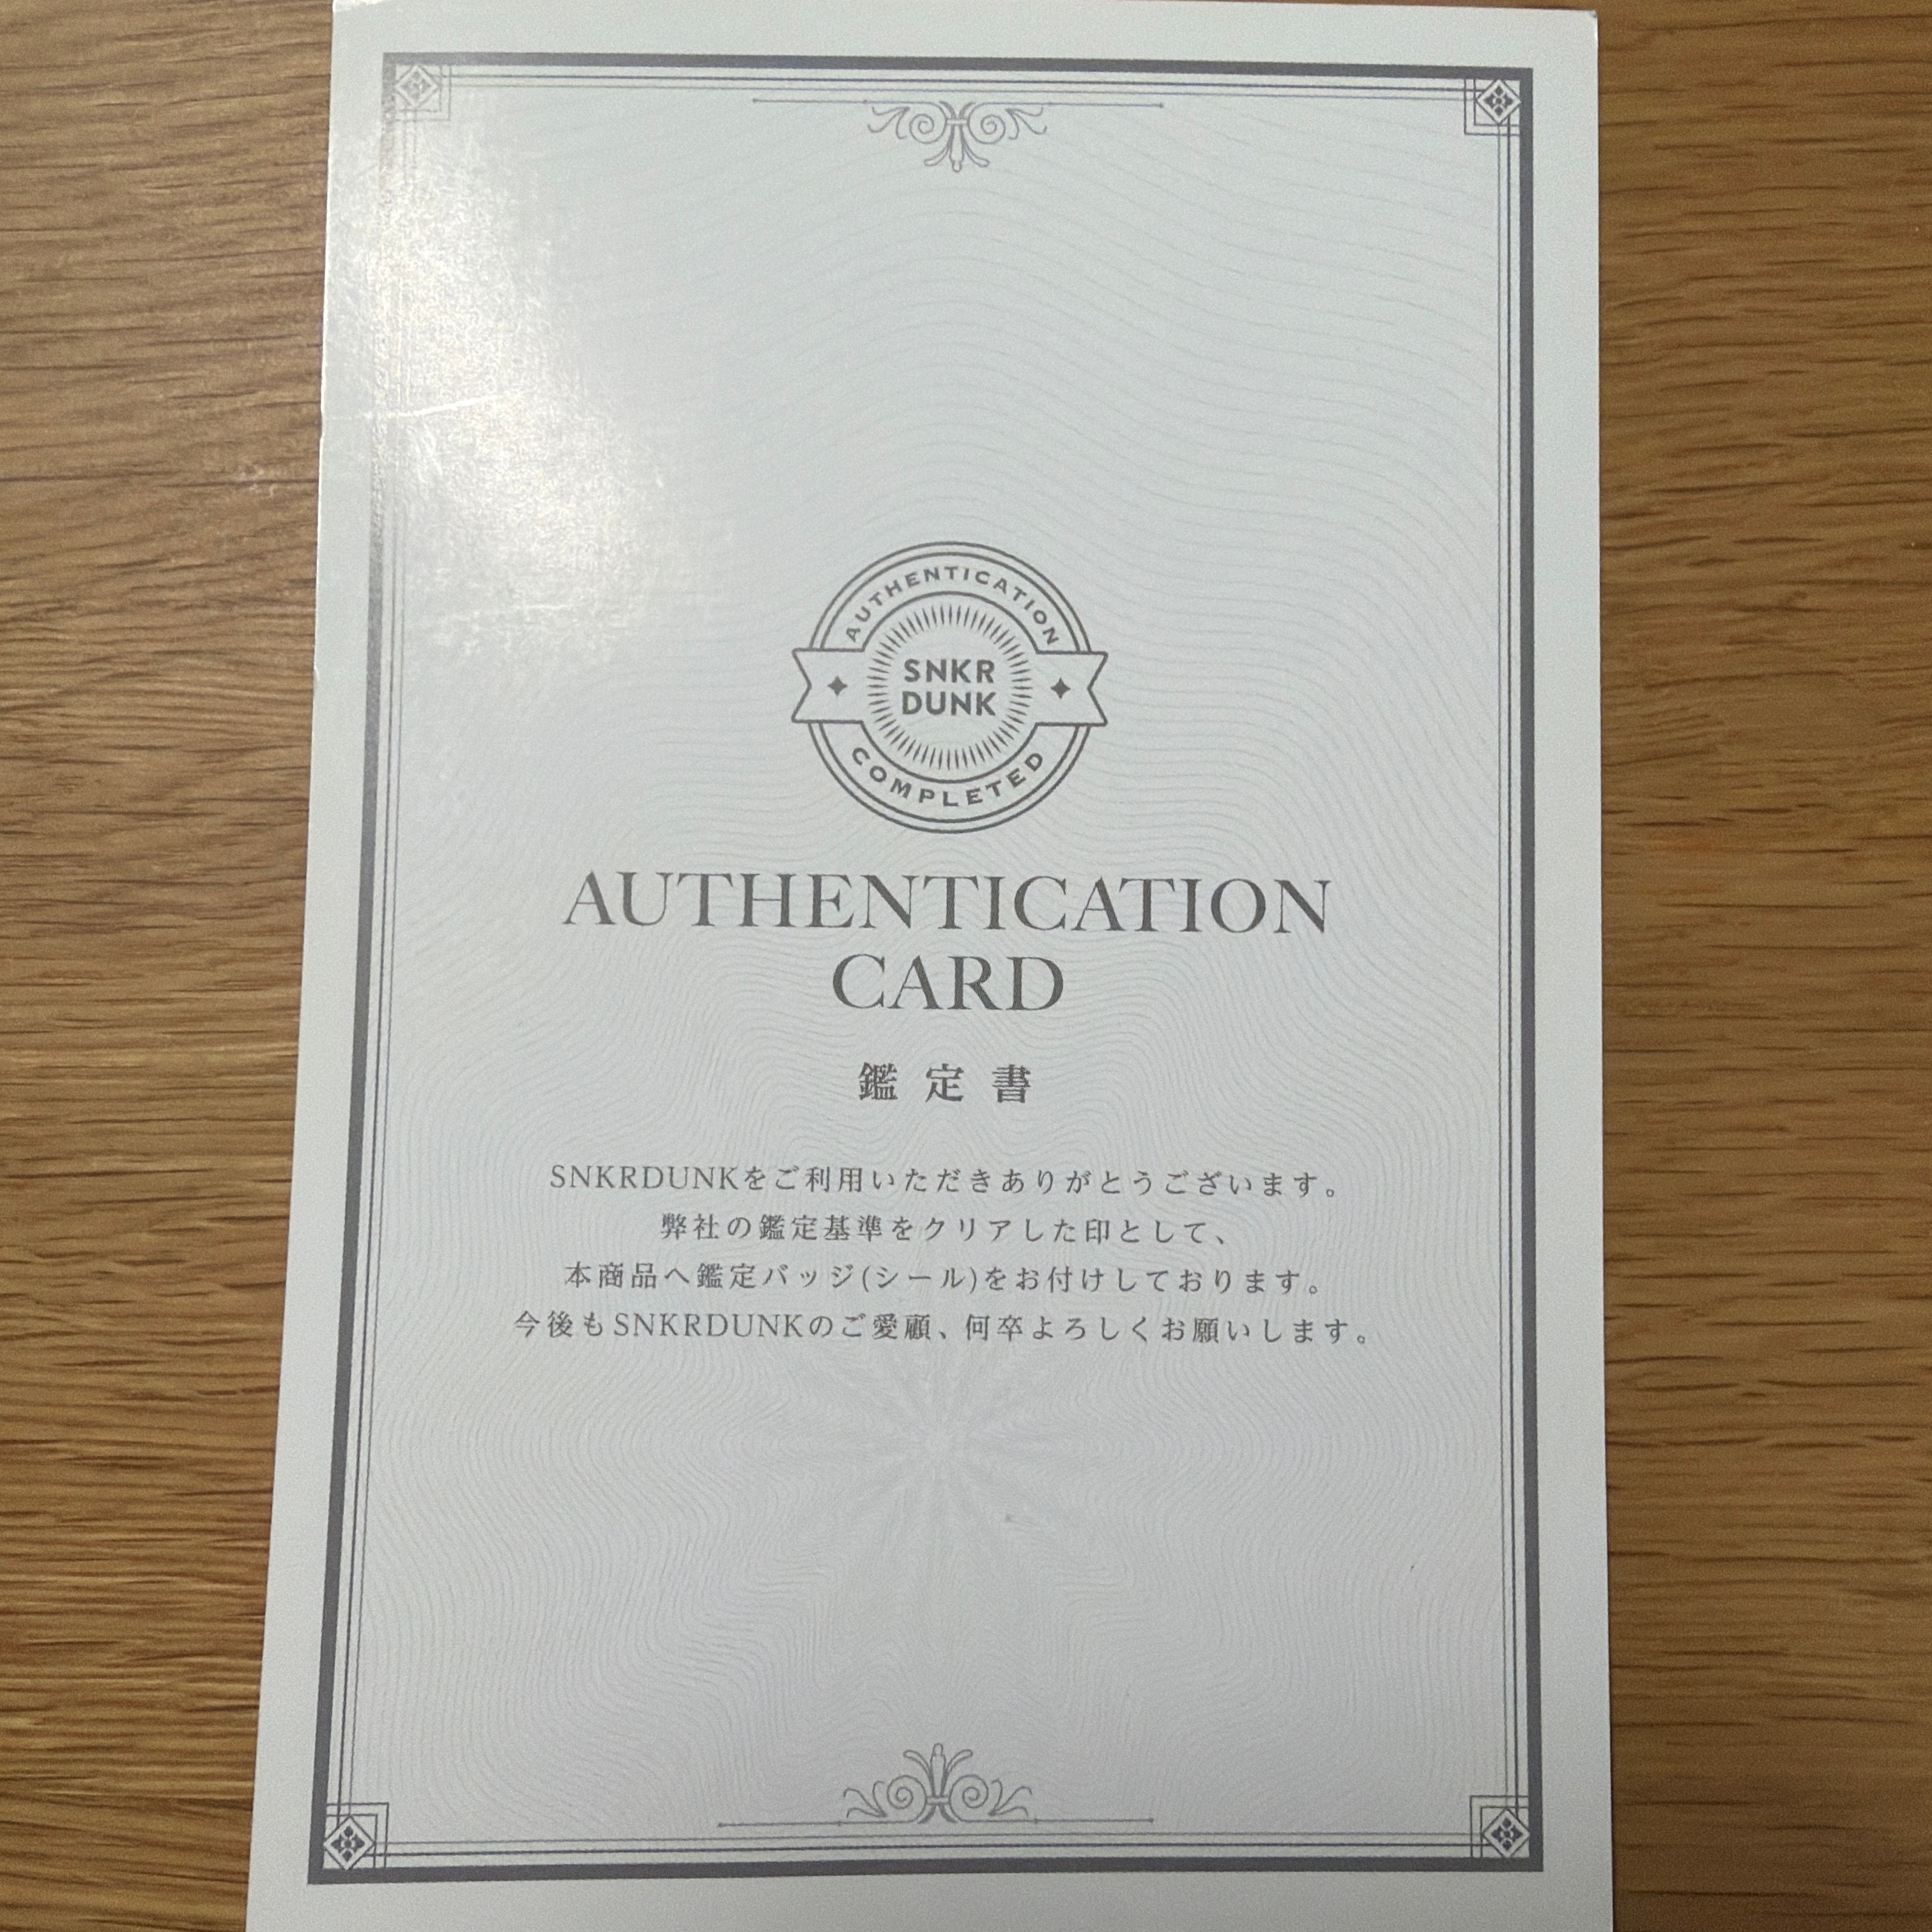 AUTHENTICATION
SNKR
DUNK
COMPLETED
AUTHENTICATION
CARD
鑑定書
SNKRDUNKをご利用いただきありがとうございます。
弊社の鑑定基準をクリアした印として、
本商品へ鑑定バッジ(シール)をお付けしております。
今後もSNKRDUNKのご愛顧、何卒よろしくお願いします。